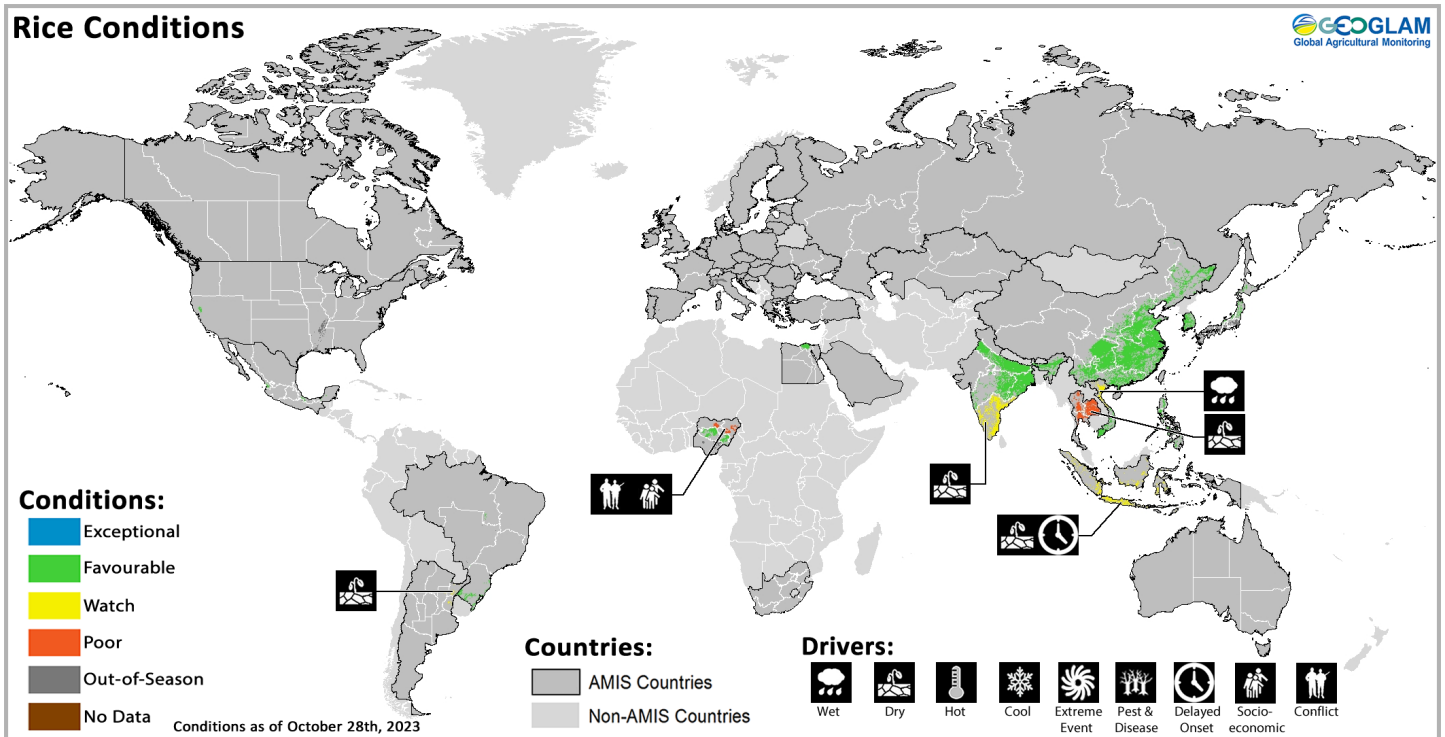 Rice Conditions
GEOGLAM
Global Agricultural Monitoring
Conditions:
Exceptional
Favourable
Watch
Poor
Out-of-Season
No Data
Conditions as of October 28th, 2023
Countries:
AMIS Countries
Non-AMIS Countries
Drivers:
Wet
Dry
Hot
Cool
Extreme
Event
Pest &
Disease
Delayed
Onset
Socio-
economic
Conflict